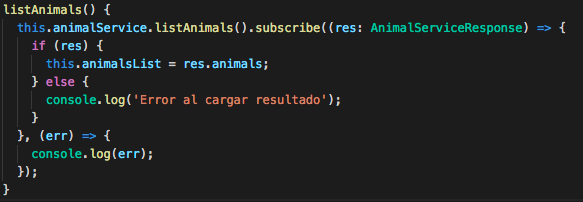 listAnimals() {
  this.animalService.listAnimals().subscribe((res: AnimalServiceResponse) => {
    if (res) {
      this.animalsList = res.animals;
    } else {
      console.log('Error al cargar resultado');
    }
  }, (err) => {
    console.log(err);
  });
}